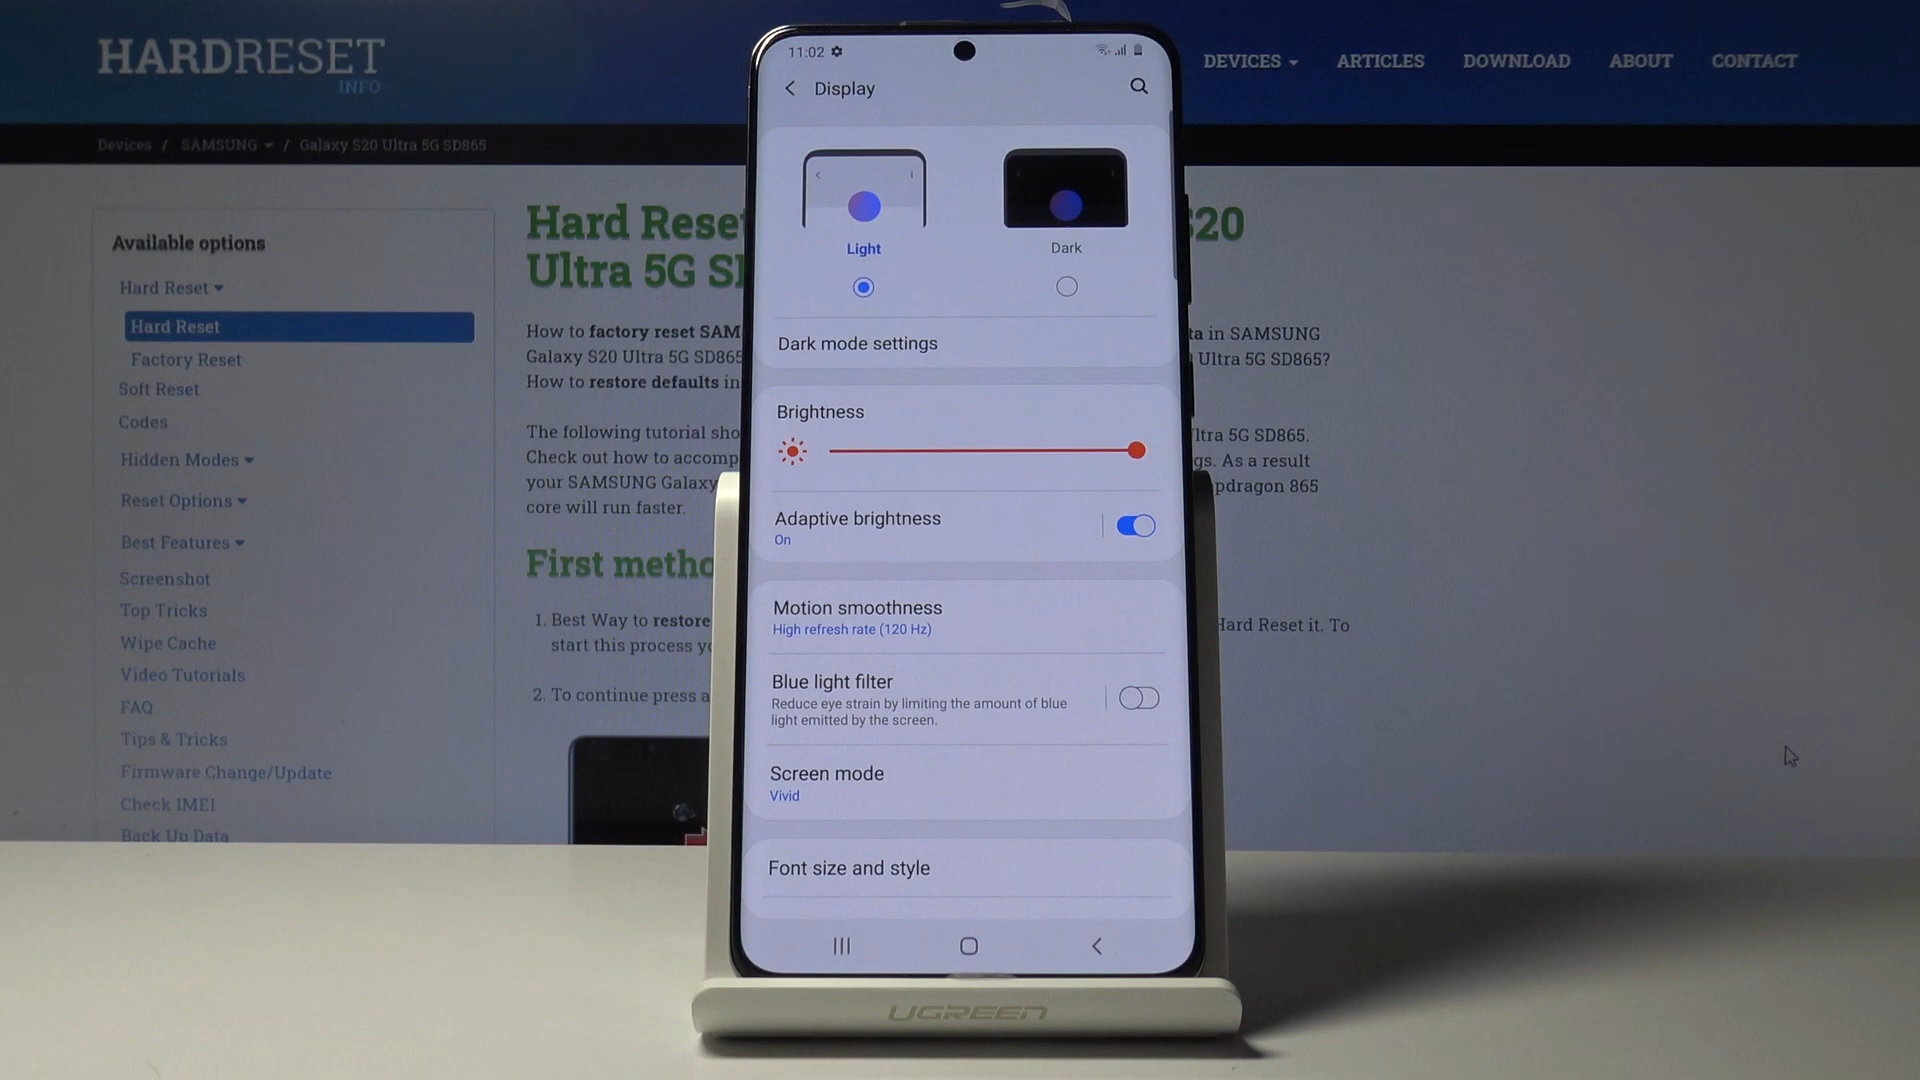 HARDRESET
.INFO
DEVICES
ARTICLES
DOWNLOAD
ABOUT
CONTACT
Devices / SAMSUNG / Galaxy S20 Ultra 5G SD865
Available options
Hard Reset
Hard Reset
Factory Reset
Soft Reset
Codes
Hidden Modes
Reset Options
Best Features
Screenshot
Top Tricks
Wipe Cache
Video Tutorials
FAQ
Tips & Tricks
Firmware Change/Update
Check IMEI
Back Up Data
Hard Rese
S20
Ultra 5G S
How to factory reset SAM
in SAMSUNG
Galaxy S20 Ultra 5G SD865
Ultra 5G SD865?
How to restore defaults in
The following tutorial sho
ltra 5G SD865.
Check out how to accomp
gs. As a result
your SAMSUNG Galaxy
pdragon 865
core will run faster.
First metho
1. Best Way to restore
Hard Reset it. To
start this process yo
2. To continue press a
11:02
Display
Light
Dark
Dark mode settings
Brightness
Adaptive brightness
On
Motion smoothness
High refresh rate (120 Hz)
Blue light filter
Reduce eye strain by limiting the amount of blue
light emitted by the screen.
Screen mode
Vivid
Font size and style
UGREEN